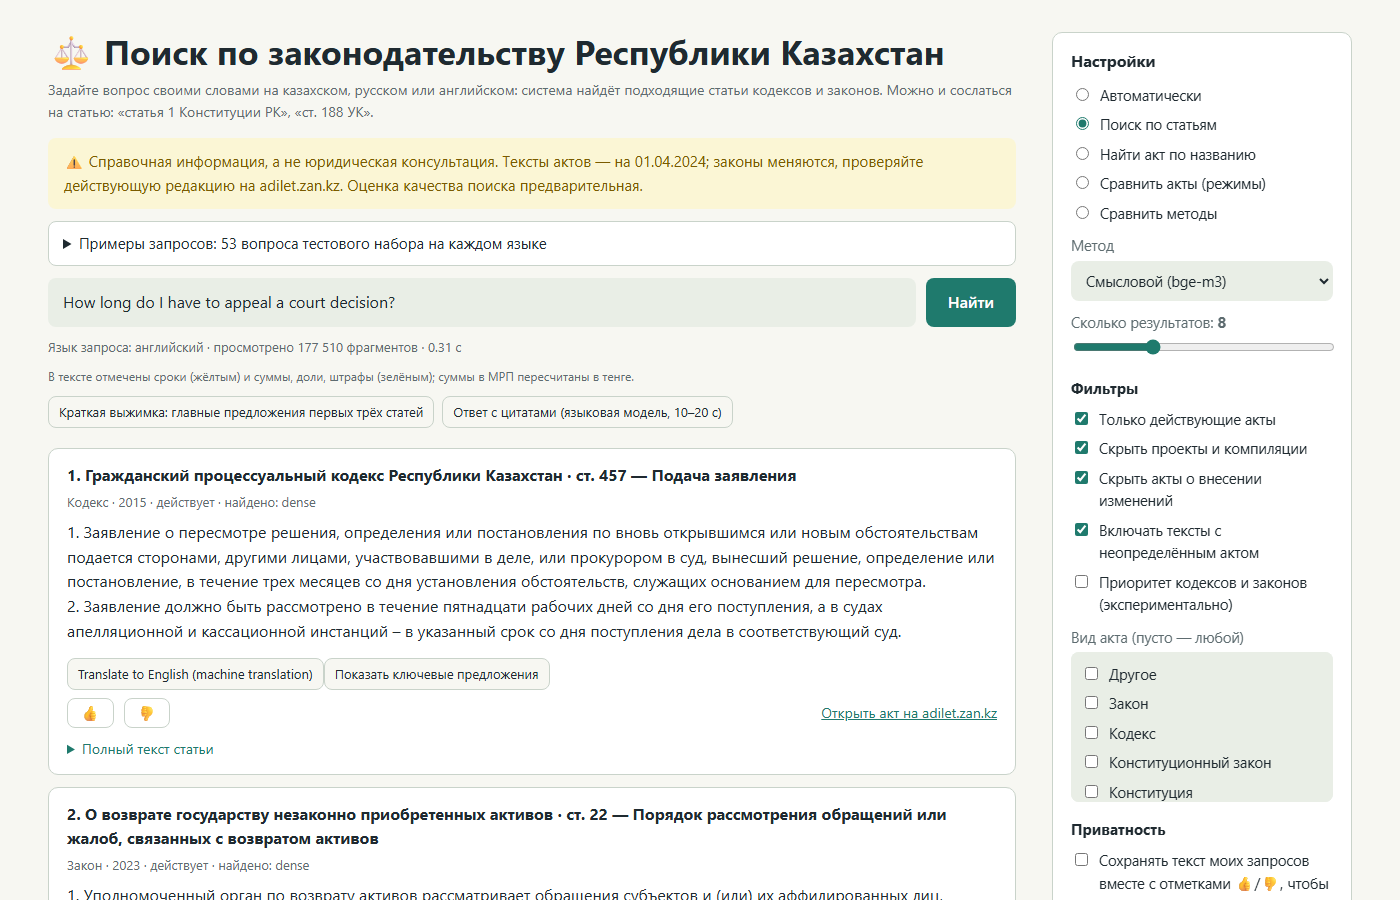 Поиск по законодательству Республики Казахстан
Задайте вопрос своими словами на казахском, русском или английском: система найдёт подходящие статьи кодексов и законов. Можно и сослаться
на статью: «статья 1 Конституции РК», «ст. 188 УК».
Справочная информация, а не юридическая консультация. Тексты актов — на 01.04.2024; законы меняются, проверяйте
действующую редакцию на adilet.zan.kz. Оценка качества поиска предварительная.
Примеры запросов: 53 вопроса тестового набора на каждом языке
How long do I have to appeal a court decision?
Найти
Язык запроса: английский · просмотрено 177 510 фрагментов · 0.31 с
В тексте отмечены сроки (жёлтым) и суммы, доли, штрафы (зелёным); суммы в МРП пересчитаны в тенге.
Краткая выжимка: главные предложения первых трёх статей
Ответ с цитатами (языковая модель, 10–20 с)
1. Гражданский процессуальный кодекс Республики Казахстан · ст. 457 — Подача заявления
Кодекс · 2015 · действует · найдено: dense
1. Заявление о пересмотре решения, определения или постановления по вновь открывшимся или новым обстоятельствам
подается сторонами, другими лицами, участвовавшими в деле, или прокурором в суд, вынесший решение, определение или
постановление, в течение трех месяцев со дня установления обстоятельств, служащих основанием для пересмотра.
2. Заявление должно быть рассмотрено в течение пятнадцати рабочих дней со дня его поступления, а в судах
апелляционной и кассационной инстанций – в указанный срок со дня поступления дела в соответствующий суд.
Translate to English (machine translation)
Показать ключевые предложения
Открыть акт на adilet.zan.kz
Полный текст статьи
2. О возврате государству незаконно приобретенных активов · ст. 22 — Порядок рассмотрения обращений или
жалоб, связанных с возвратом активов
Закон · 2023 · действует · найдено: dense
1. Уполномоченный орган по возврату активов рассматривает обращения субъектов и (или) их аффилированных лиц,
Настройки
Автоматически
Поиск по статьям
Найти акт по названию
Сравнить акты (режимы)
Сравнить методы
Метод
Смысловой (bge-m3)
Сколько результатов: 8
Фильтры
Только действующие акты
Скрыть проекты и компиляции
Скрыть акты о внесении
изменений
Включать тексты с
неопределённым актом
Приоритет кодексов и законов
(экспериментально)
Вид акта (пусто — любой)
Другое
Закон
Кодекс
Конституционный закон
Конституция
Приватность
Сохранять текст моих запросов
вместе с отметками 👍/👎, чтобы